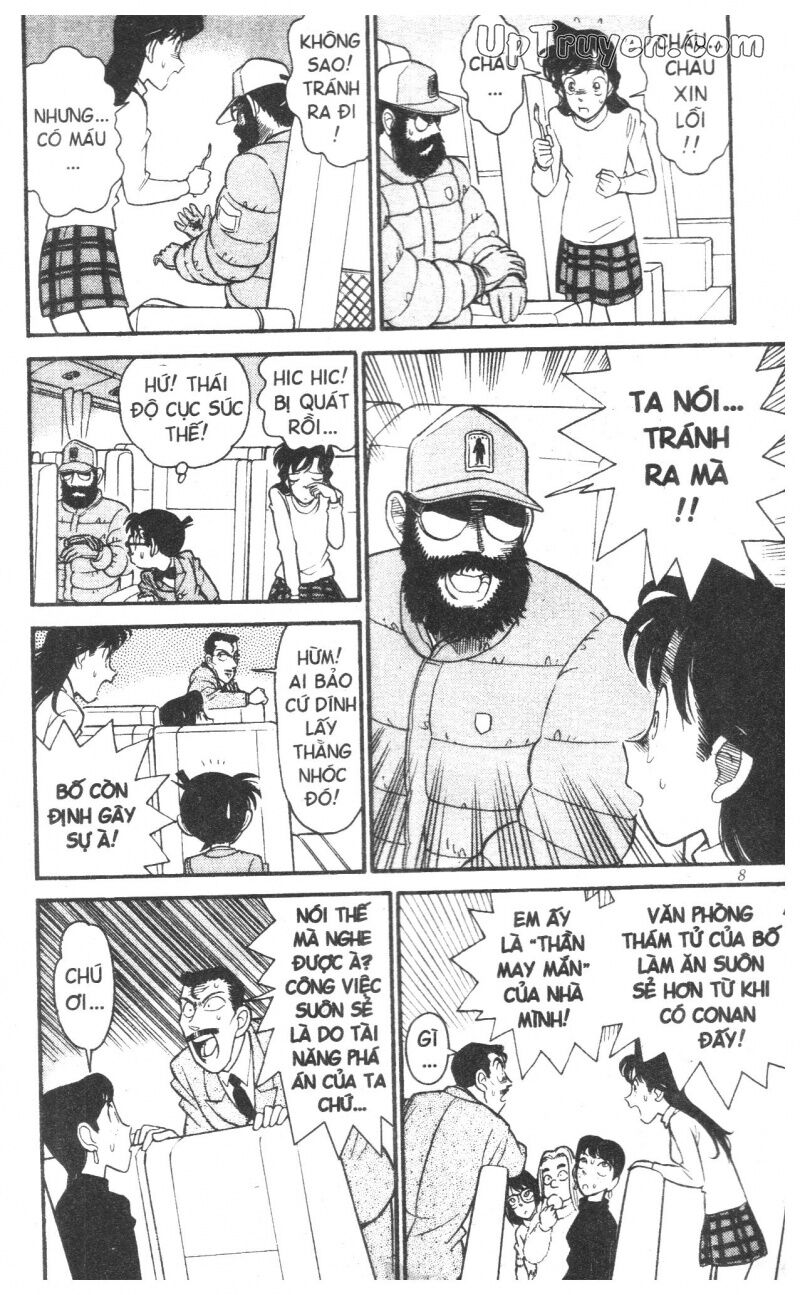 UpTruyen.com
KHÔNG
SAO!
TRÁNH
RA ĐI
!
NHƯNG...
CÓ MÁU
...
CHÁ
...
CHÁU...
CHÁU
XIN
LỖI
!!
HỨ! THÁI
ĐỘ CỤC SÚC
THẾ!
HIC HIC!
BỊ QUÁT
RỒI...
TA NÓI...
TRÁNH
RA MÀ
!!
HỪM!
AI BẢO
CỨ DÍNH
LẤY
THẰNG
NHÓC
ĐÓ!
BỐ CÒN
ĐỊNH GÂY
SỰ À!
8
CHÚ
ƠI...
NÓI THẾ
MÀ NGHE
ĐƯỢC À?
CÔNG VIỆC
SUÔN SẺ
LÀ DO TÀI
NĂNG PHÁ
ÁN CỦA TA
CHỨ...
GÌ
...
EM ẤY
LÀ "THẦN
MAY MẮN"
CỦA NHÀ
MÌNH!
VĂN PHÒNG
THÁM TỬ CỦA BỐ
LÀM ĂN SUÔN
SẺ HƠN TỪ KHI
CÓ CONAN
ĐẤY!